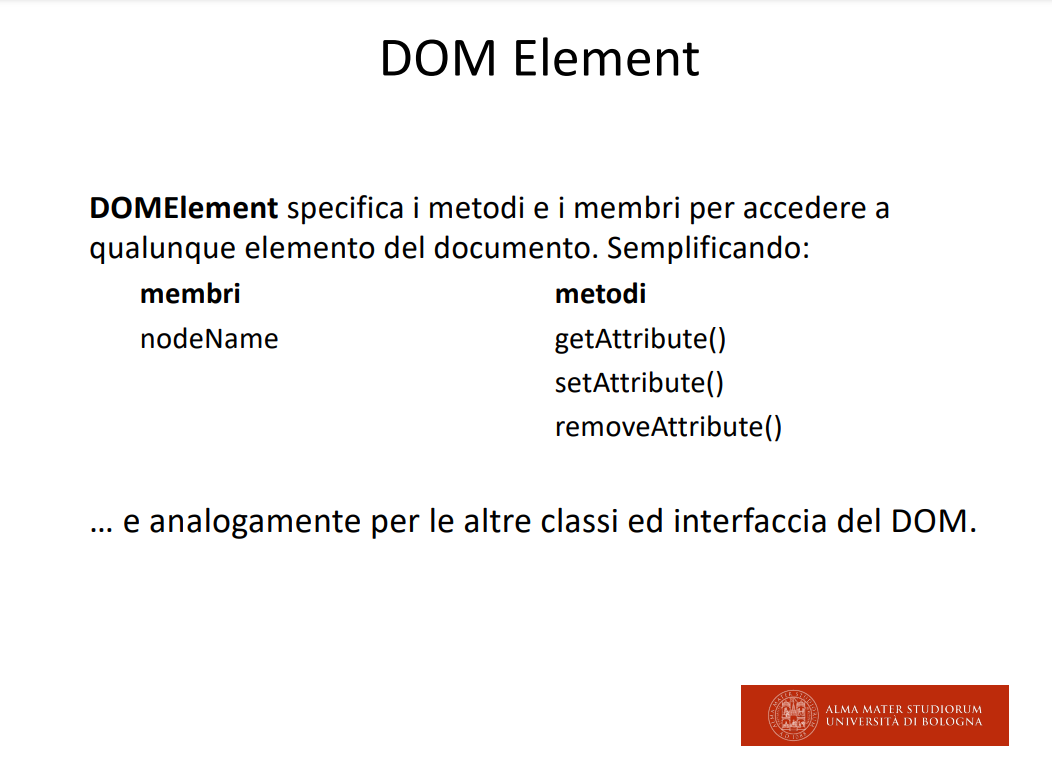 DOM Element
DOMElement specifica i metodi e i membri per accedere a
qualunque elemento del documento. Semplificando:
membri
nodeName
metodi
getAttribute()
setAttribute()
removeAttribute()
… e analogamente per le altre classi ed interfaccia del DOM.
ALMA MATER STUDIORUM
UNIVERSITÀ DI BOLOGNA